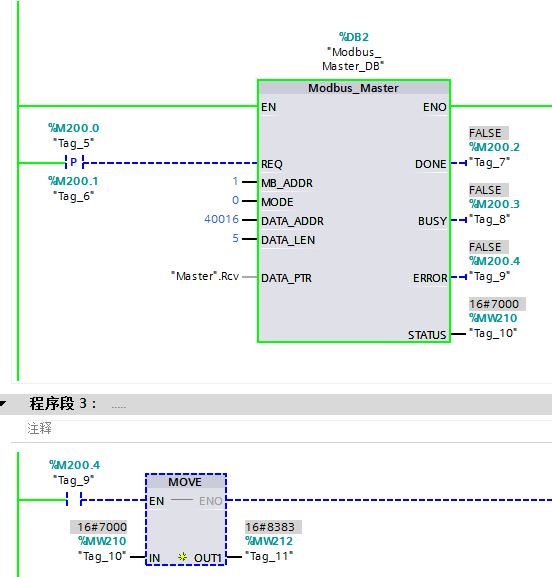 %DB2
"Modbus_
Master_DB"
Modbus_Master
EN ENO
%M200.0
"Tag_5"
P
%M200.1
"Tag_6"
REQ
1 MB_ADDR
0 MODE
40016 DATA_ADDR
5 DATA_LEN
"Master".Rcv DATA_PTR
FALSE
%M200.2
DONE "Tag_7"
FALSE
%M200.3
BUSY "Tag_8"
FALSE
%M200.4
ERROR "Tag_9"
16#7000
%MW210
STATUS "Tag_10"
程序段 3： .....
注释
%M200.4
"Tag_9"
MOVE
EN ENO
16#7000
%MW210
"Tag_10" IN
16#8383
%MW212
OUT1 "Tag_11"